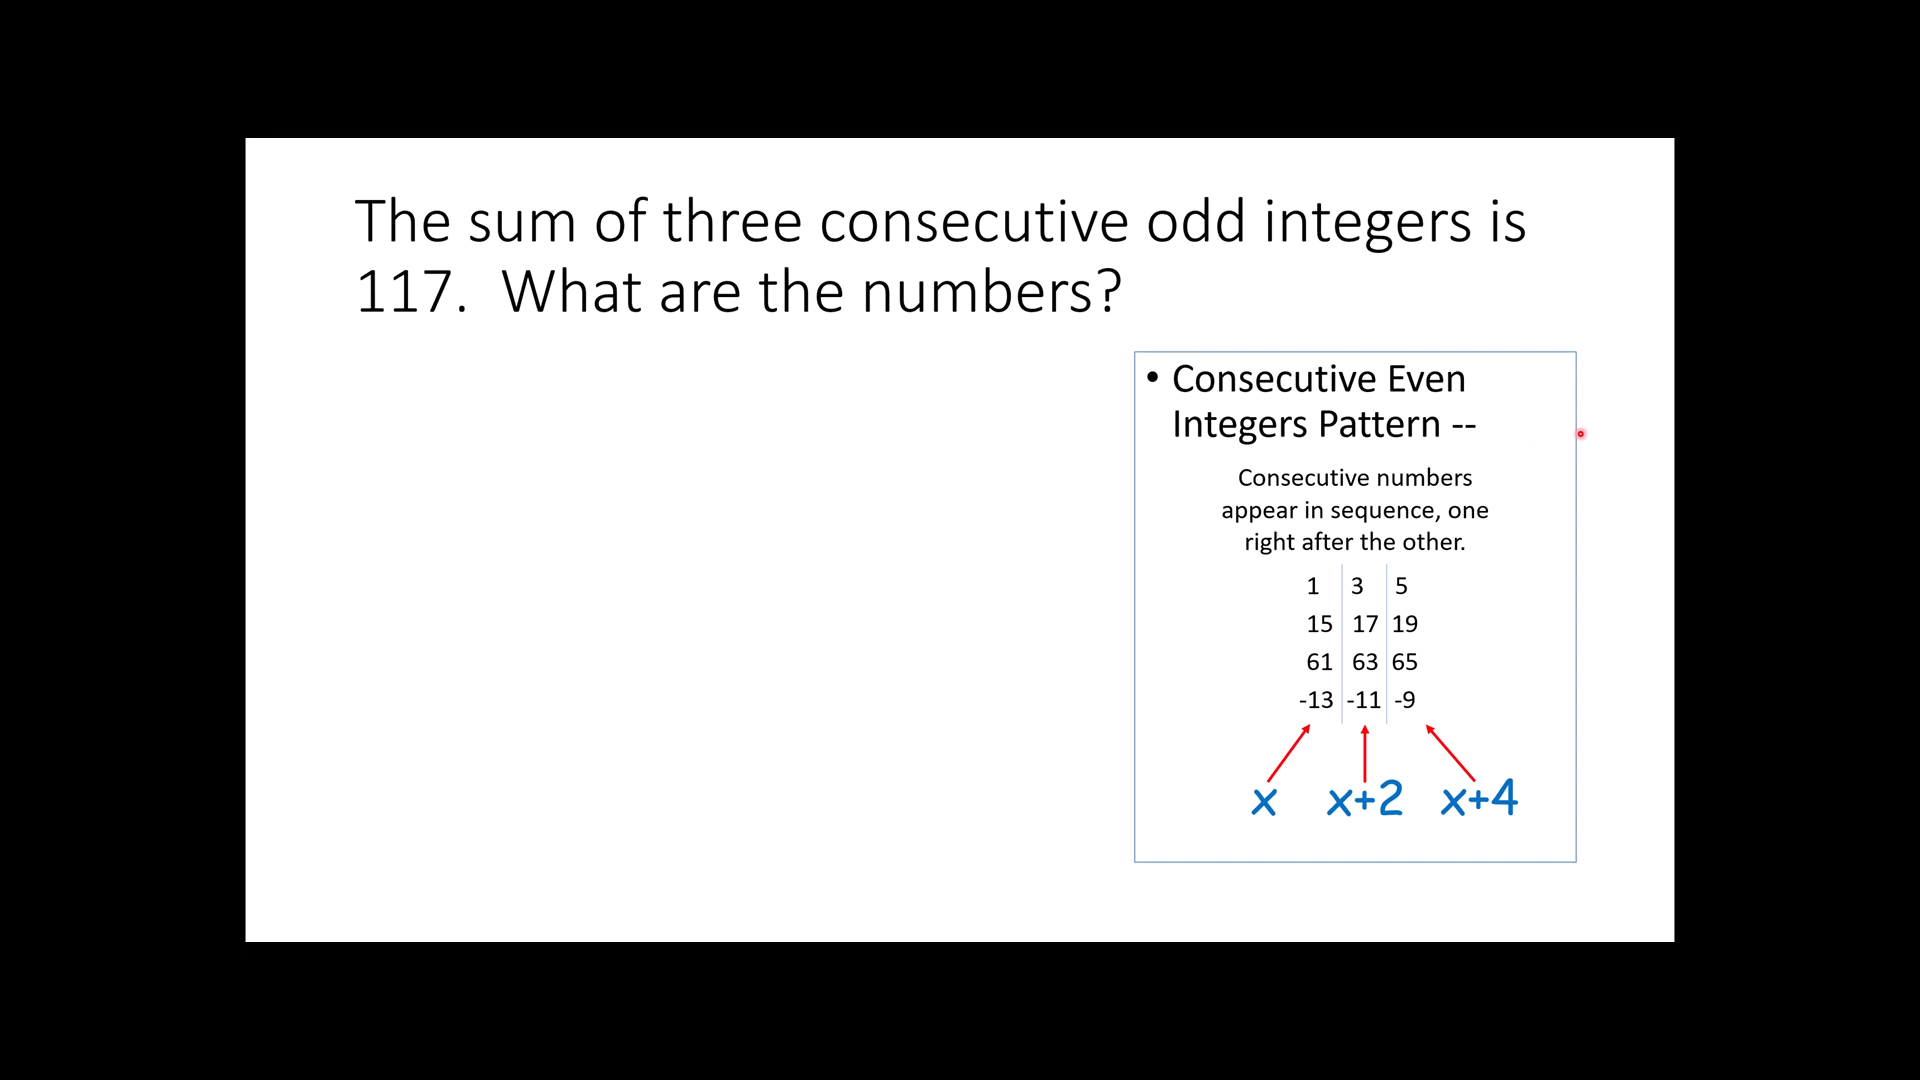 The sum of three consecutive odd integers is
117.  What are the numbers?
• Consecutive Even
Integers Pattern --
Consecutive numbers
appear in sequence, one
right after the other.
1 3 5
15 17 19
61 63 65
-13 -11 -9
x x+2 x+4